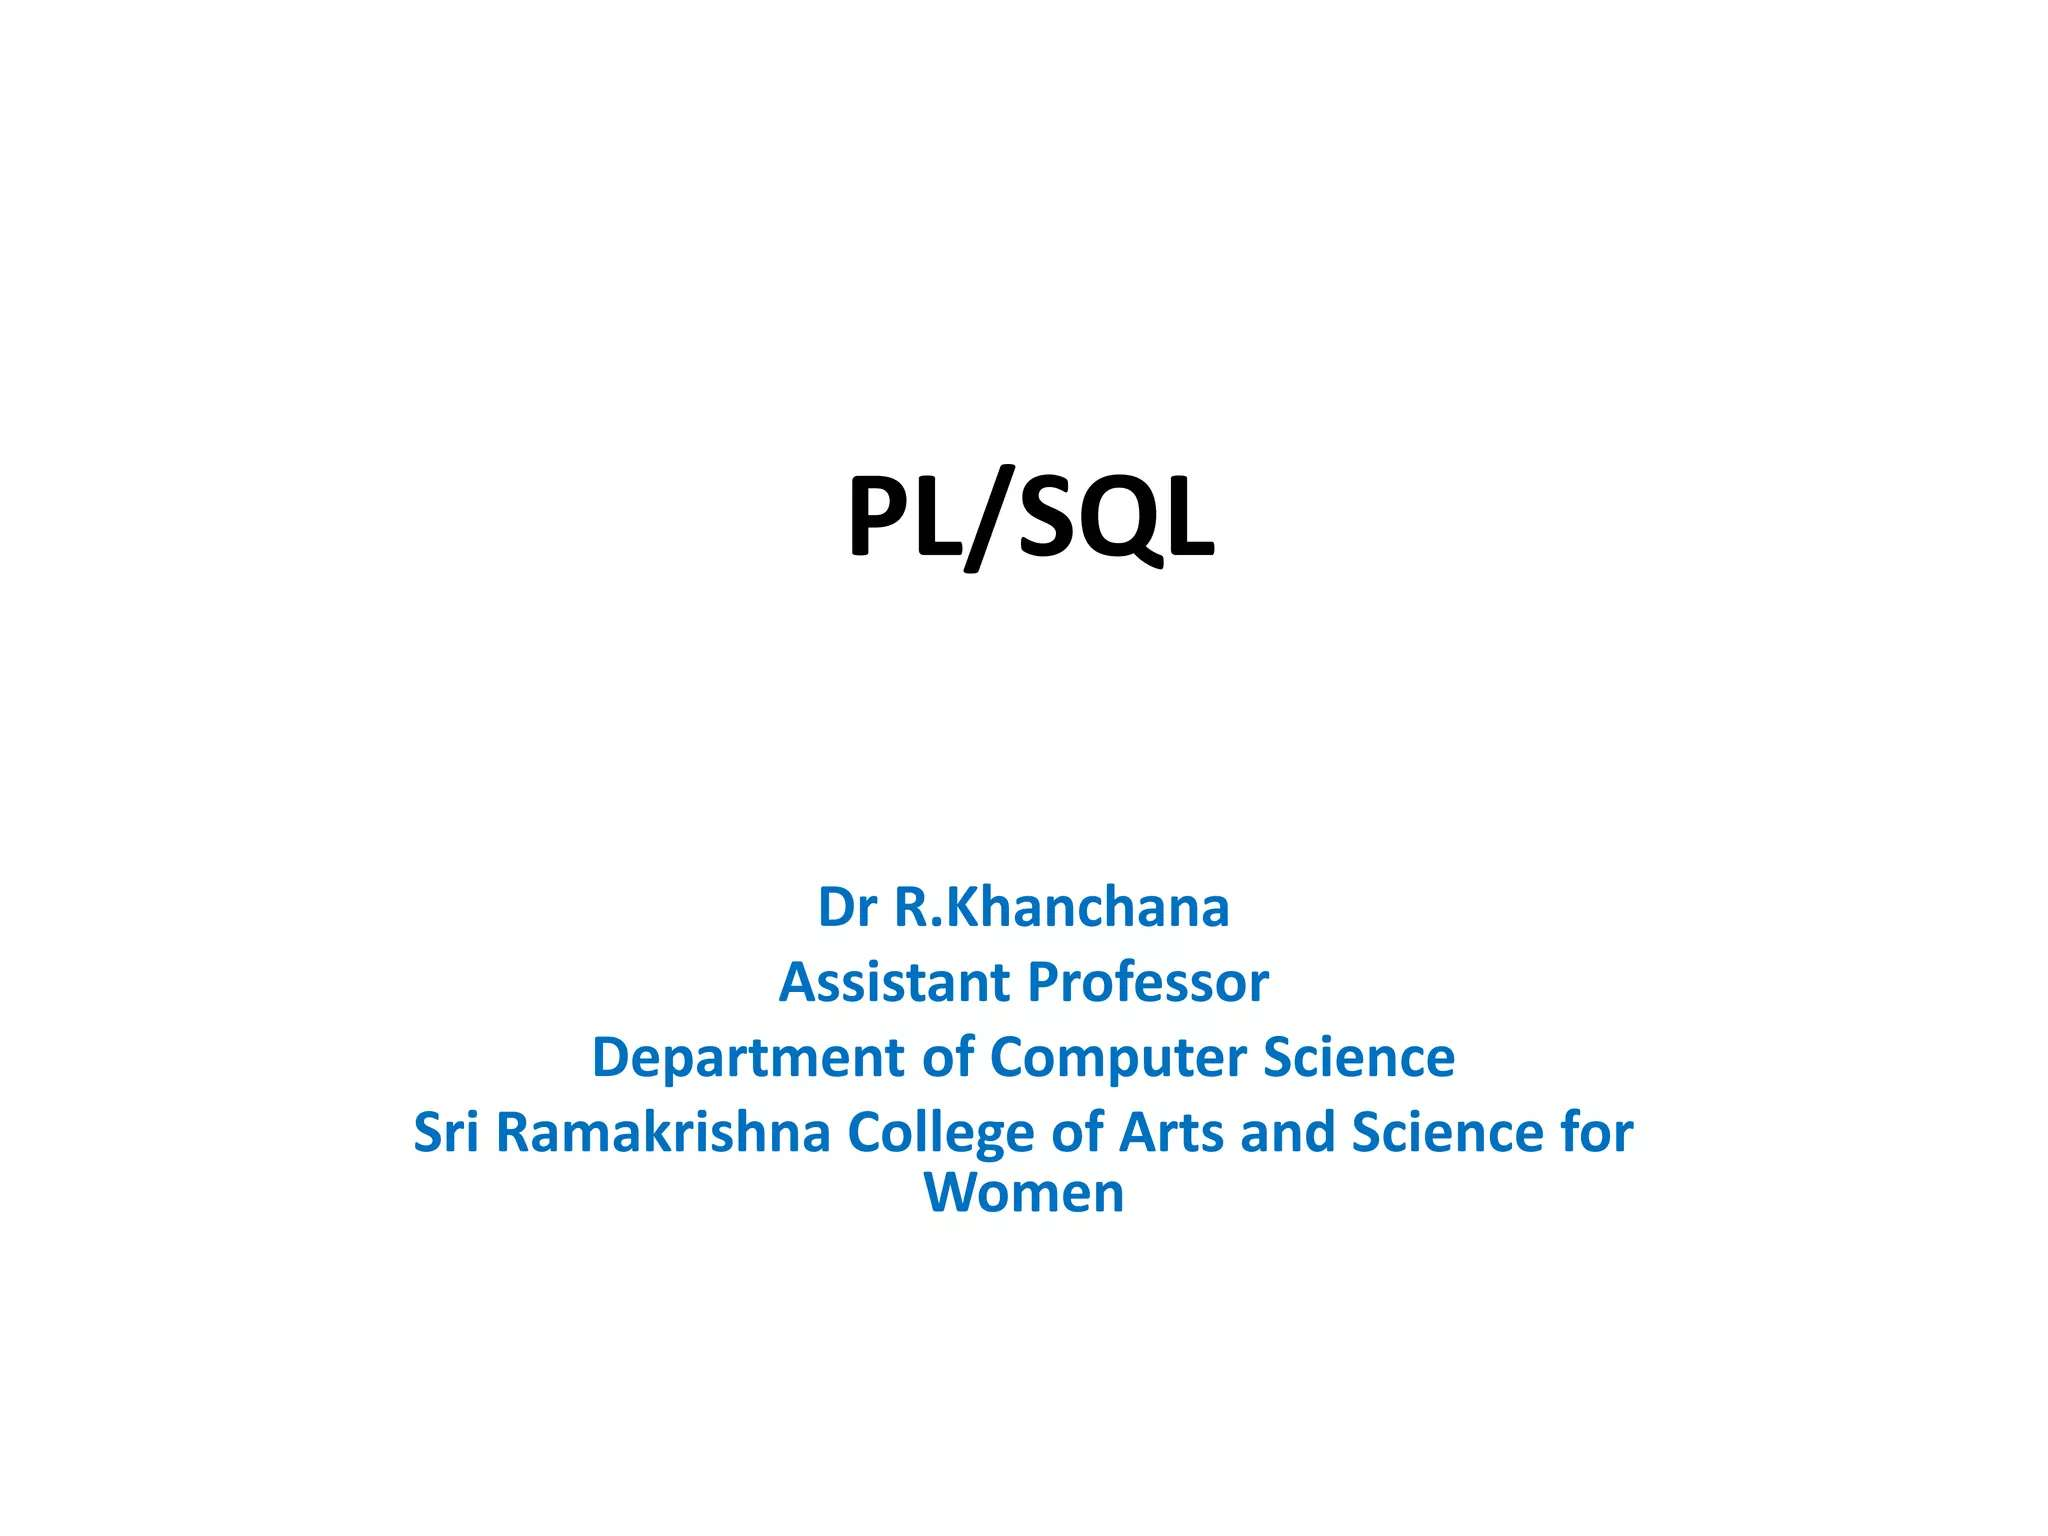 PL/SQL
Dr R.Khanchana
Assistant Professor
Department of Computer Science
Sri Ramakrishna College of Arts and Science for
Women